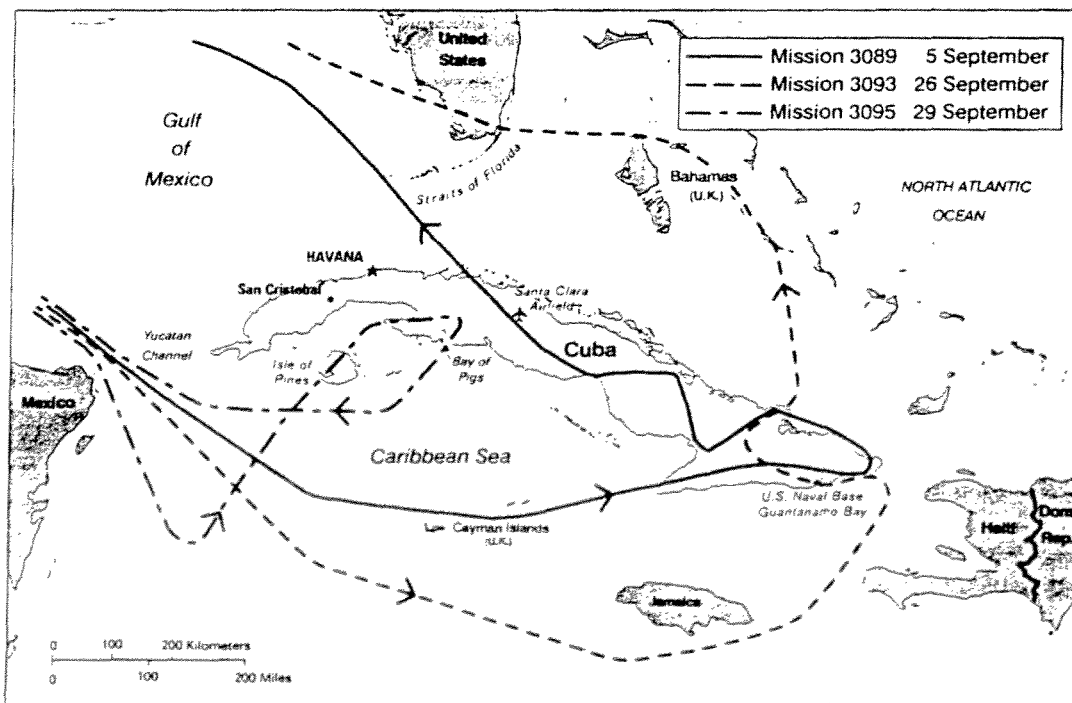 United
States
Mission 3089 5 September
Mission 3093 26 September
Mission 3095 29 September
Gulf
of
Mexico
Straits of Florida
Bahamas
(U.K.)
NORTH ATLANTIC
OCEAN
HAVANA
San Cristobal
Santa Clara
Airfield
Yucatan
Channel
Isle of
Pines
Bay of
Pigs
Cuba
Mexico
Caribbean Sea
U.S. Naval Base
Guantanamo Bay
Cayman Islands
(U.K.)
Haiti
Dom.
Rep.
Jamaica
0 100 200 Kilometers
0 100 200 Miles